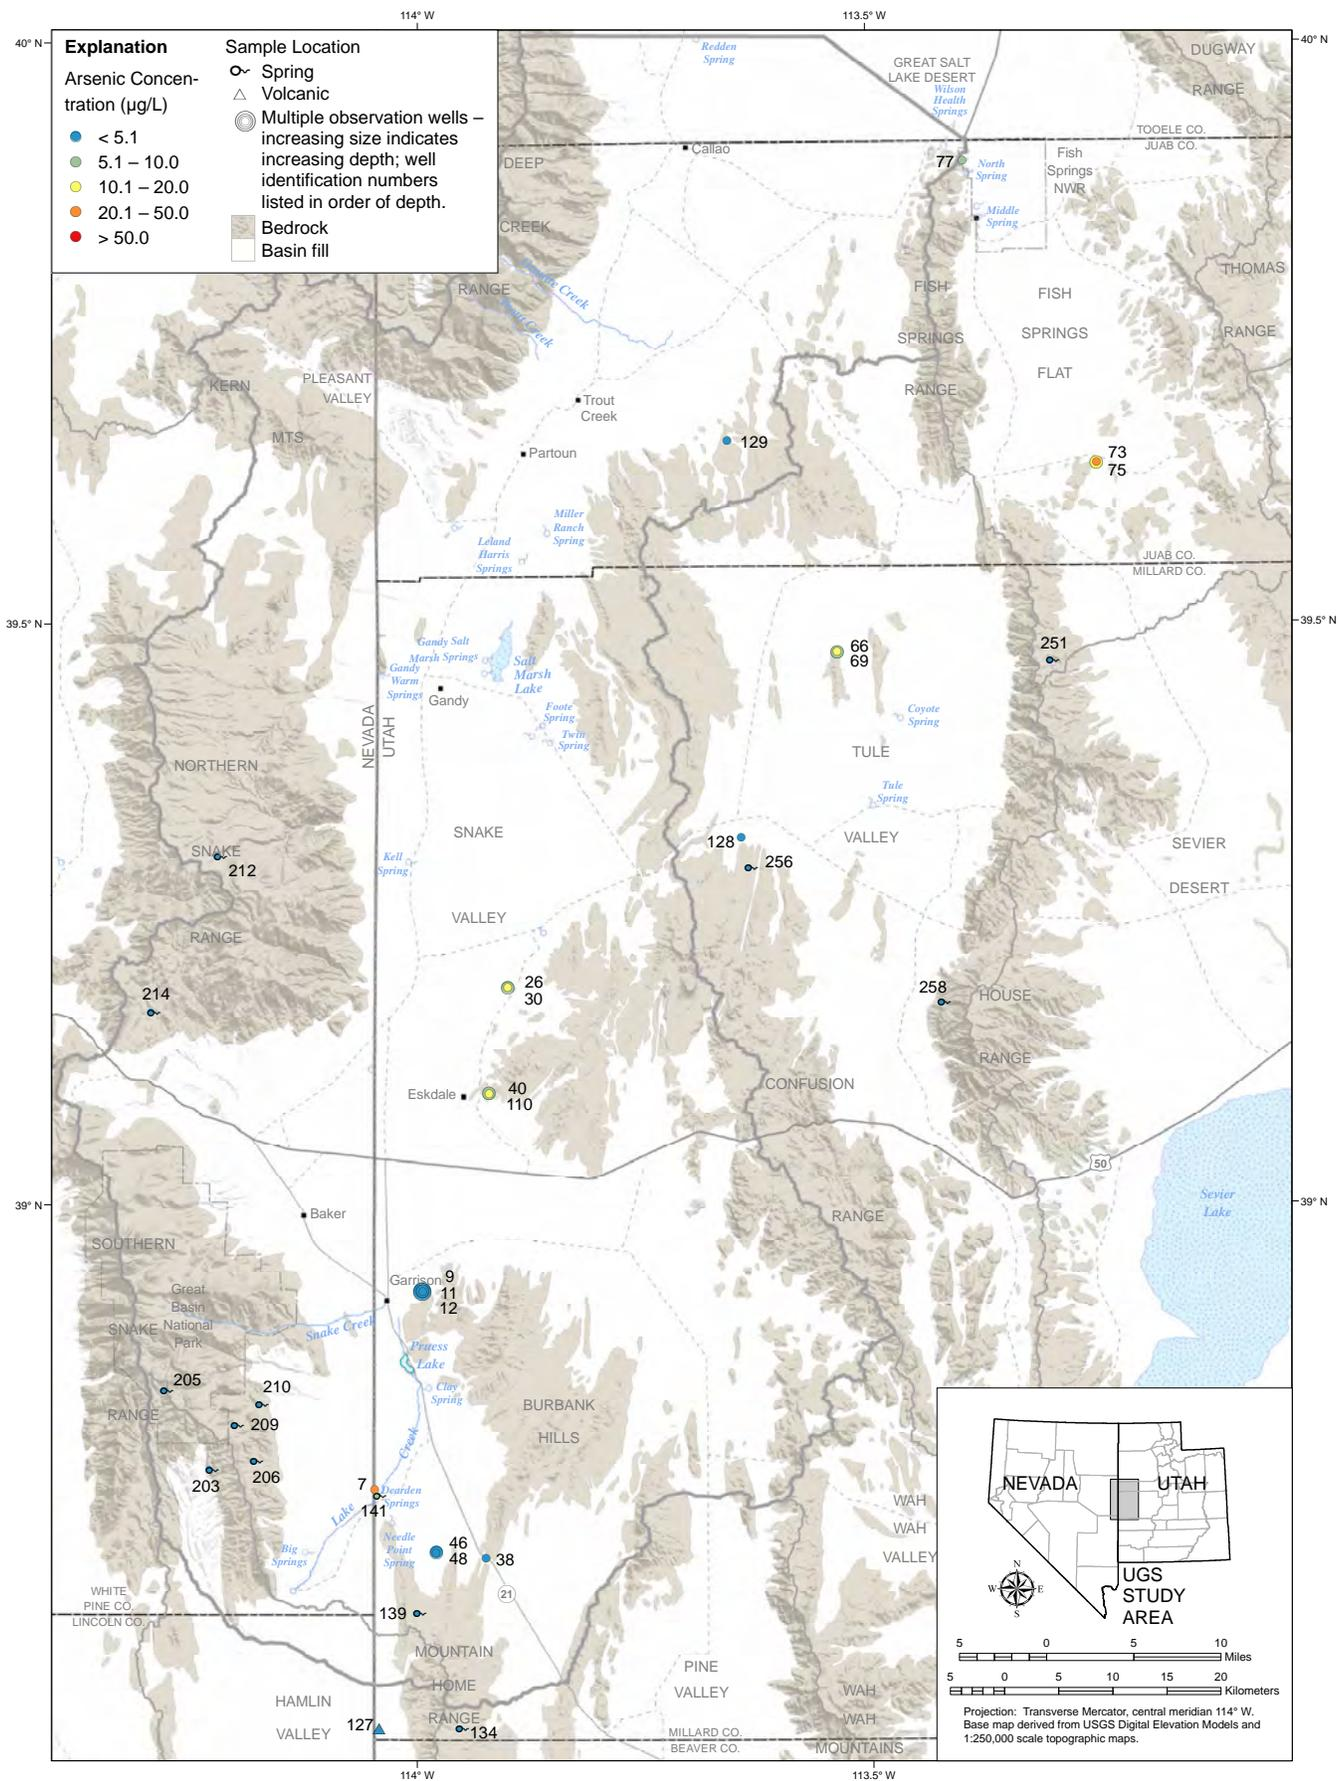 114° W
113.5° W
40° N
40° N
Explanation
Arsenic Concen-
tration (µg/L)
< 5.1
5.1 – 10.0
10.1 – 20.0
20.1 – 50.0
> 50.0
Sample Location
Spring
Volcanic
Multiple observation wells –
increasing size indicates
increasing depth; well
identification numbers
listed in order of depth.
Bedrock
Basin fill
Redden
Spring
GREAT SALT
LAKE DESERT
Wilson
Health
Springs
DUGWAY
RANGE
TOOELE CO.
JUAB CO.
Callao
DEEP
CREEK
RANGE
77
North
Spring
Fish
Springs
NWR
Middle
Spring
THOMAS
RANGE
FISH
SPRINGS
RANGE
FISH
SPRINGS
FLAT
KERN
MTS
PLEASANT
VALLEY
Trout
Creek
Partoun
129
73
75
Miller
Ranch
Spring
Leland
Harris
Springs
JUAB CO.
MILLARD CO.
39.5° N
39.5° N
Gandy Salt
Marsh Springs
Gandy
Warm
Springs
Salt
Marsh
Lake
Gandy
Foote
Spring
Twin
Spring
66
69
251
Coyote
Spring
NEVADA
UTAH
NORTHERN
SNAKE
RANGE
TULE
VALLEY
Tule
Spring
SNAKE
VALLEY
Kell
Spring
128
256
212
SEVIER
DESERT
214
26
30
258
HOUSE
RANGE
40
110
Eskdale
CONFUSION
RANGE
50
39° N
39° N
Sevier
Lake
Baker
SOUTHERN
SNAKE
RANGE
Great
Basin
National
Park
Garrison
9
11
12
Snake Creek
Pruess
Lake
Clay
Spring
BURBANK
HILLS
205
210
209
206
203
7
141
Dearden
Springs
Lake
Creek
Big
Springs
Needle
Point
Spring
46
48
38
21
WAH
WAH
VALLEY
WHITE
PINE CO.
LINCOLN CO.
139
MOUNTAIN
HOME
RANGE
HAMLIN
VALLEY
127
134
PINE
VALLEY
MILLARD CO.
BEAVER CO.
WAH
WAH
MOUNTAINS
NEVADA
UTAH
UGS
STUDY
AREA
N
W
E
S
5
0
5
10
Miles
5
0
5
10
15
20
Kilometers
Projection: Transverse Mercator, central meridian 114° W.
Base map derived from USGS Digital Elevation Models and
1:250,000 scale topographic maps.
114° W
113.5° W